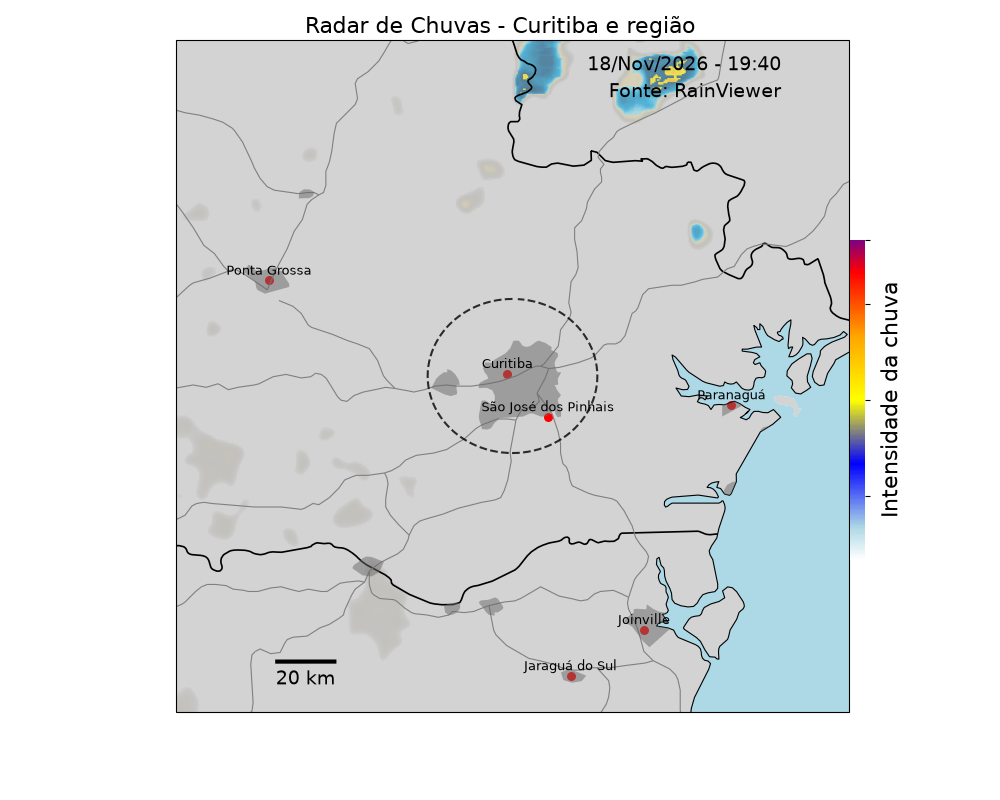 Radar de Chuvas - Curitiba e região
18/Nov/2026 - 19:40
Fonte: RainViewer
Ponta Grossa
Curitiba
São José dos Pinhais
Paranaguá
Intensidade da chuva
Joinville
Jaraguá do Sul
20 km